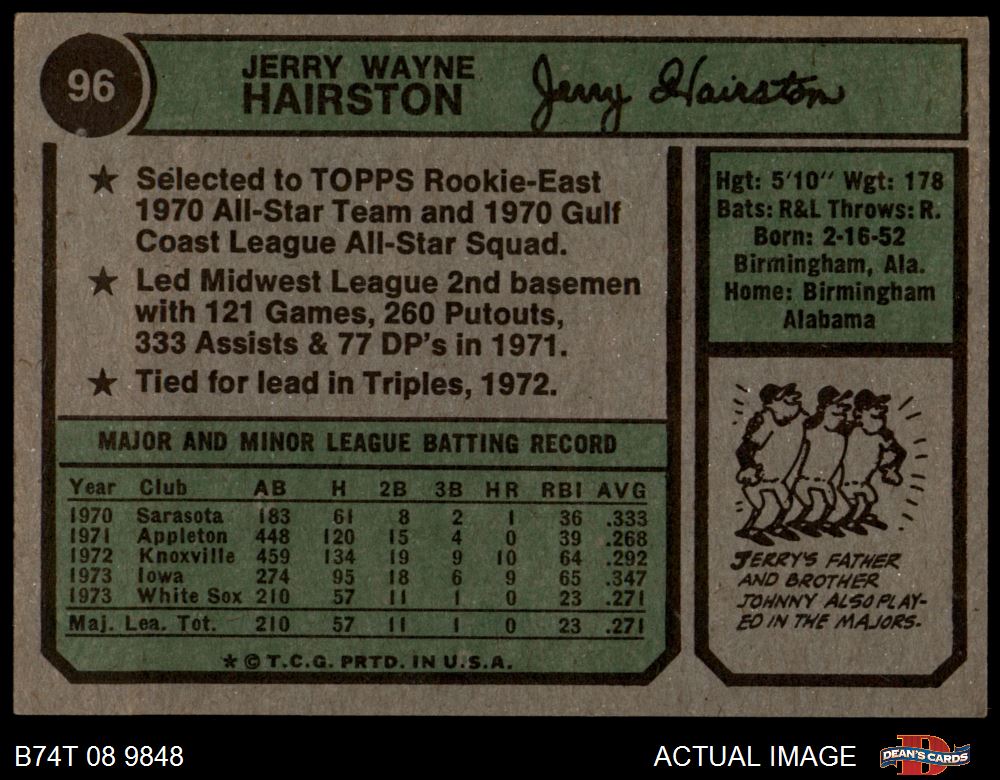 96
JERRY WAYNE
HAIRSTON
Jerry Hairston
★ Selected to TOPPS Rookie-East
1970 All-Star Team and 1970 Gulf
Coast League All-Star Squad.
★ Led Midwest League 2nd basemen
with 121 Games, 260 Putouts,
333 Assists & 77 DP's in 1971.
★ Tied for lead in Triples, 1972.
Hgt: 5'10" Wgt: 178
Bats: R&L Throws: R.
Born: 2-16-52
Birmingham, Ala.
Home: Birmingham
Alabama
MAJOR AND MINOR LEAGUE BATTING RECORD
Year Club AB H 2B 3B HR RBI AVG
1970 Sarasota 183 61 8 2 1 36 .333
1971 Appleton 448 120 15 4 0 39 .268
1972 Knoxville 459 134 19 9 10 64 .292
1973 Iowa 274 95 18 6 9 65 .347
1973 White Sox 210 57 11 1 0 23 .271
Maj. Lea. Tot. 210 57 11 1 0 23 .271
★ © T.C.G. PRTD. IN U.S.A.
JERRY'S FATHER
AND BROTHER
JOHNNY ALSO PLAY-
ED IN THE MAJORS.
B74T 08 9848
ACTUAL IMAGE
DEAN'S CARDS